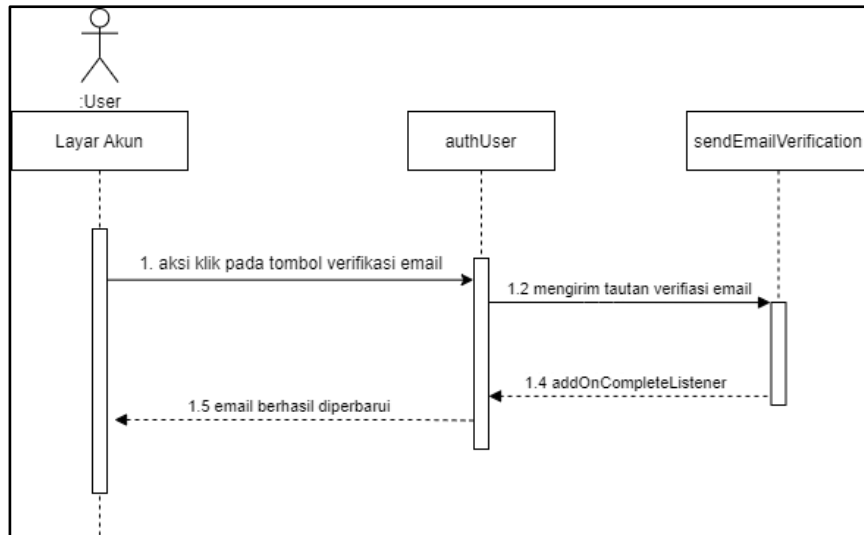 :User
Layar Akun
authUser
sendEmailVerification
1. aksi klik pada tombol verifikasi email
1.2 mengirim tautan verifiasi email
1.4 addOnCompleteListener
1.5 email berhasil diperbarui